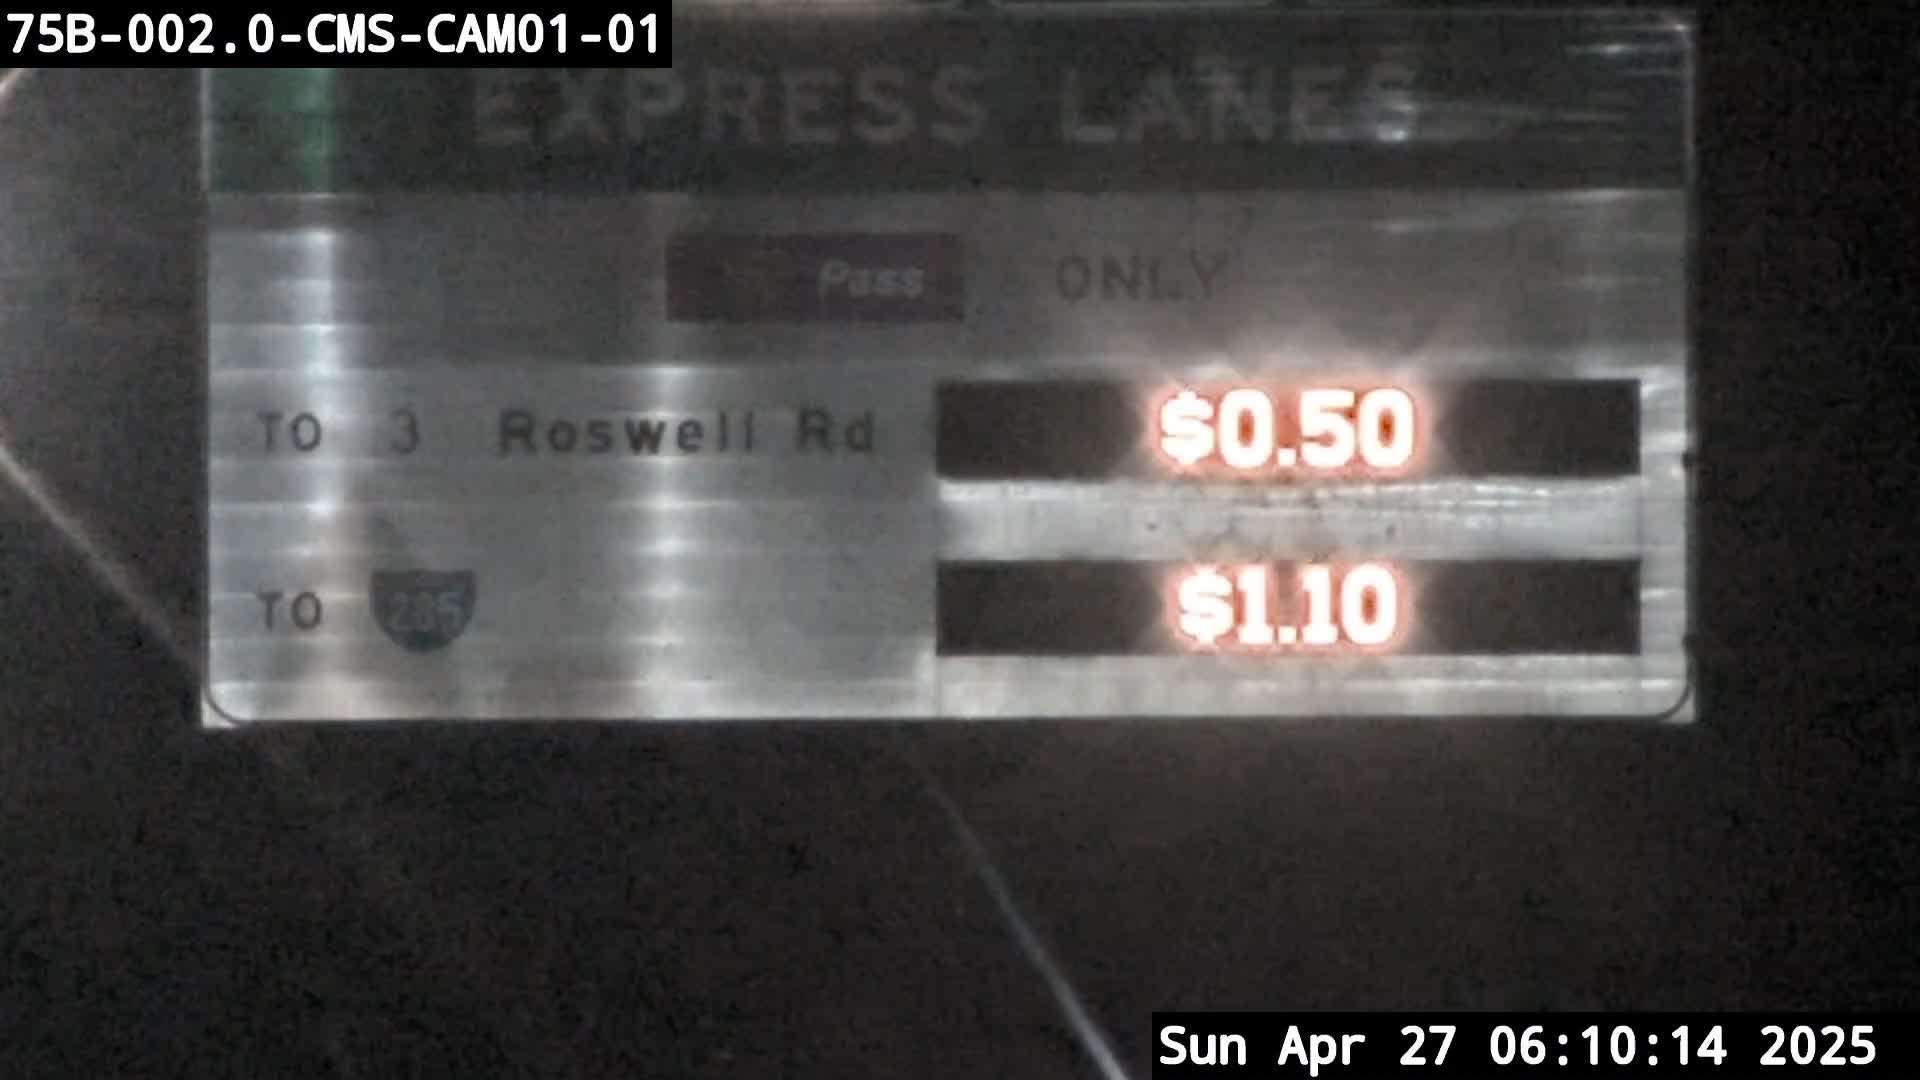 75B-002.0-CMS-CAM01-01
EXPRESS LANES
Pass ONLY
TO 3 Roswell Rd $0.50
TO 285 $1.10
Sun Apr 27 06:10:14 2025